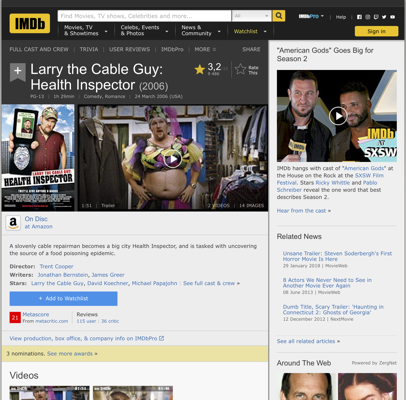 IMDb
Find Movies, TV shows, Celebrities and more...
All
IMDbPro
Help
Movies, TV
& Showtimes
Celebs, Events
& Photos
News &
Community
Watchlist
Sign in
FULL CAST AND CREW | TRIVIA | USER REVIEWS | IMDbPro | MORE
SHARE
Larry the Cable Guy:
Health Inspector (2006)
3,2
Rate
This
PG-13 | 1h 29min | Comedy, Romance | 24 March 2006 (USA)
HEALTH INSPECTOR
1:51 | Trailer
2 VIDEOS | 14 IMAGES
On Disc
at Amazon
A slovenly cable repairman becomes a big city Health Inspector, and is tasked with uncovering
the source of a food poisoning epidemic.
Director: Trent Cooper
Writers: Jonathan Bernstein, James Greer
Stars: Larry the Cable Guy, David Koechner, Michael Papajohn | See full cast & crew »
+ Add to Watchlist
21
Metascore
From metacritic.com
Reviews
115 user | 36 critic
View production, box office, & company info on IMDbPro
3 nominations. See more awards »
Videos
"American Gods" Goes Big for
Season 2
IMDb
AT
SXSW
IMDb hangs with cast of "American Gods" at
the House on the Rock at the SXSW Film
Festival. Stars Ricky Whittle and Pablo
Schreiber reveal the one word that best
describes Season 2.
Hear from the cast »
Related News
Unsane Trailer: Steven Soderbergh's First
Horror Movie Is Here
29 January 2018 | MovieWeb
8 Actors We Never Need to See in
Another Movie Ever Again
08 June 2013 | MovieWeb
Dumb Title, Scary Trailer: 'Haunting in
Connecticut 2: Ghosts of Georgia'
12 December 2012 | NextMovie
See all related articles »
Around The Web
Powered by ZergNet